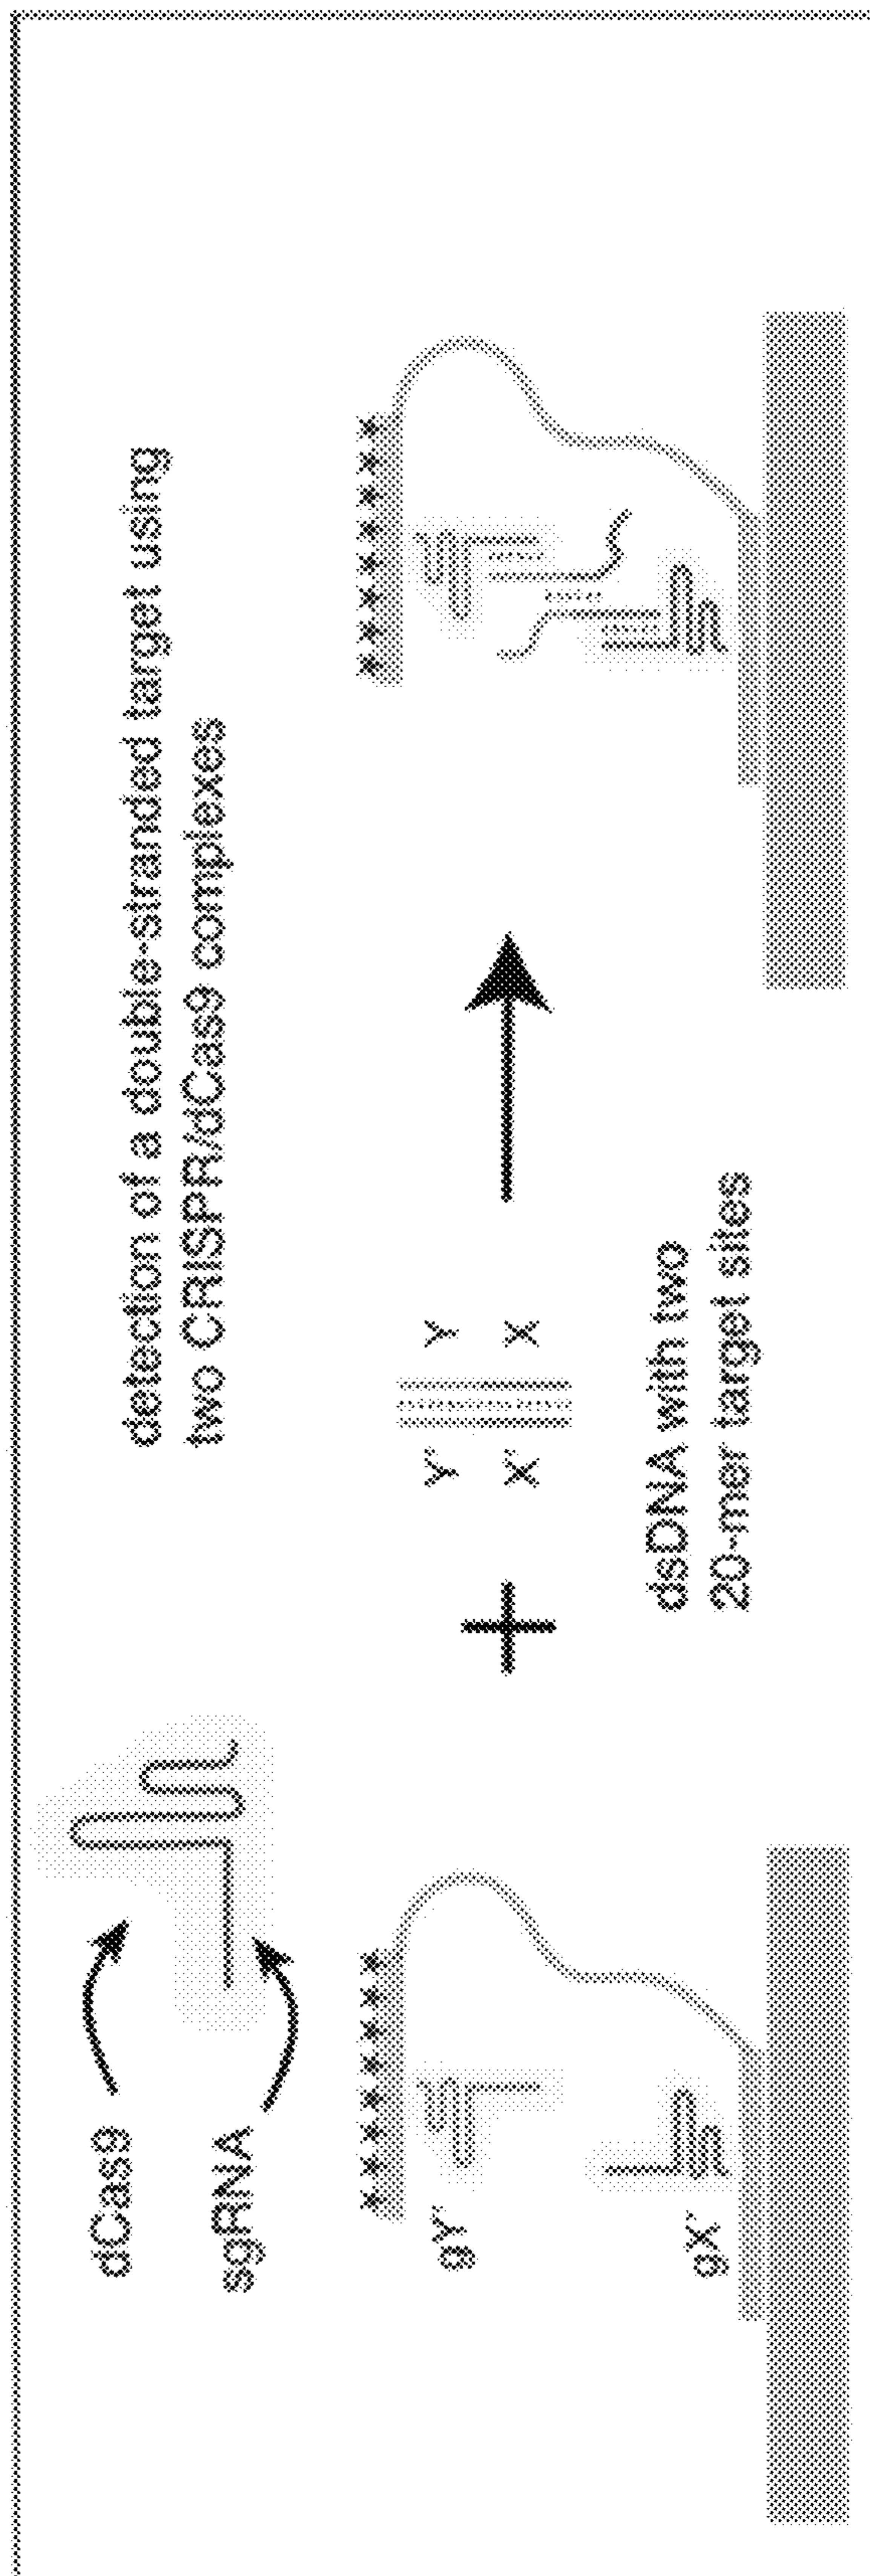 detection of a double-stranded target using
two CRISPR/dCas9 complexes
dCas9
sgRNA
gY'
gX'
Y' Y
X' X
dsDNA with two
20-mer target sites